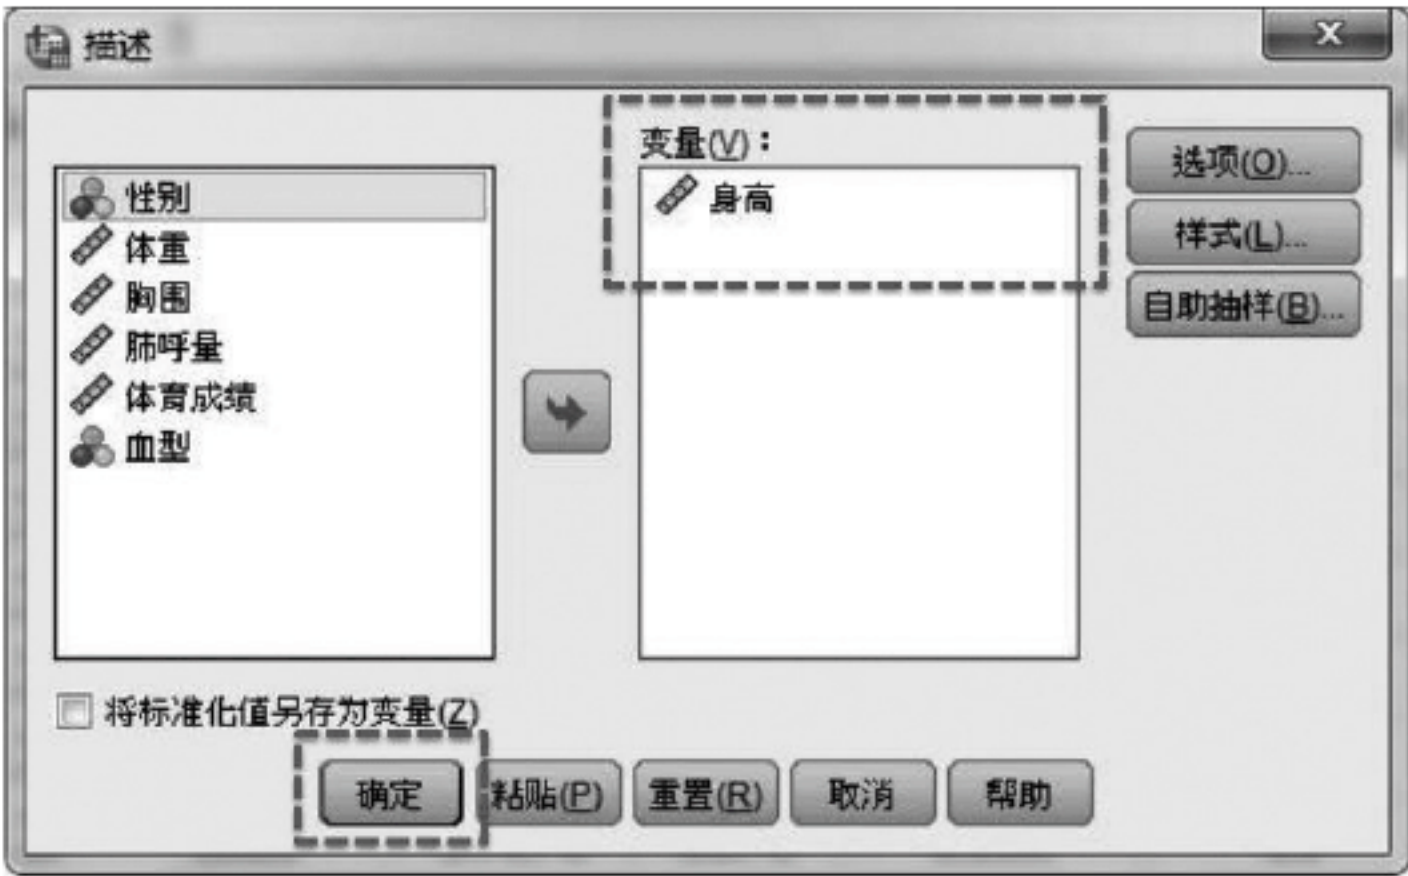 描述
变量(V)：
性别
体重
胸围
肺呼量
体育成绩
血型
身高
选项(O)...
样式(L)...
自助抽样(B)...
将标准化值另存为变量(Z)
确定
粘贴(P)
重置(R)
取消
帮助